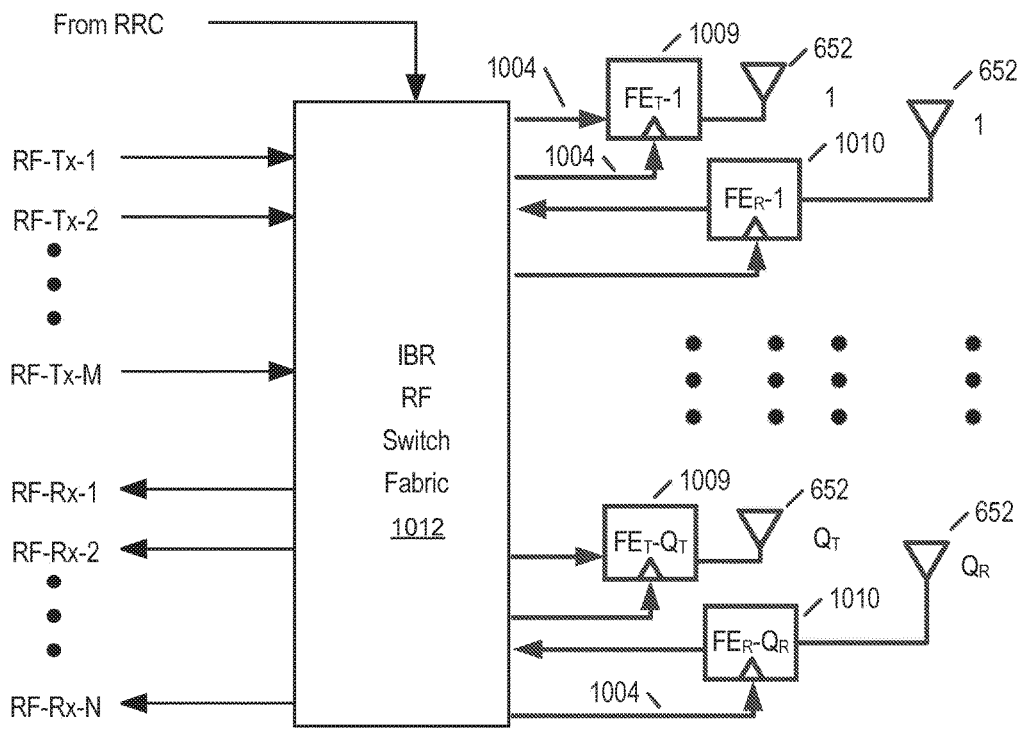 From RRC
1009
652
1004
FET-1
1
652
1
1004
1010
FER-1
RF-Tx-1
RF-Tx-2
RF-Tx-M
IBR
RF
Switch
Fabric
1012
RF-Rx-1
RF-Rx-2
RF-Rx-N
1009
652
FET-QT
QT
652
QR
1010
FER-QR
1004